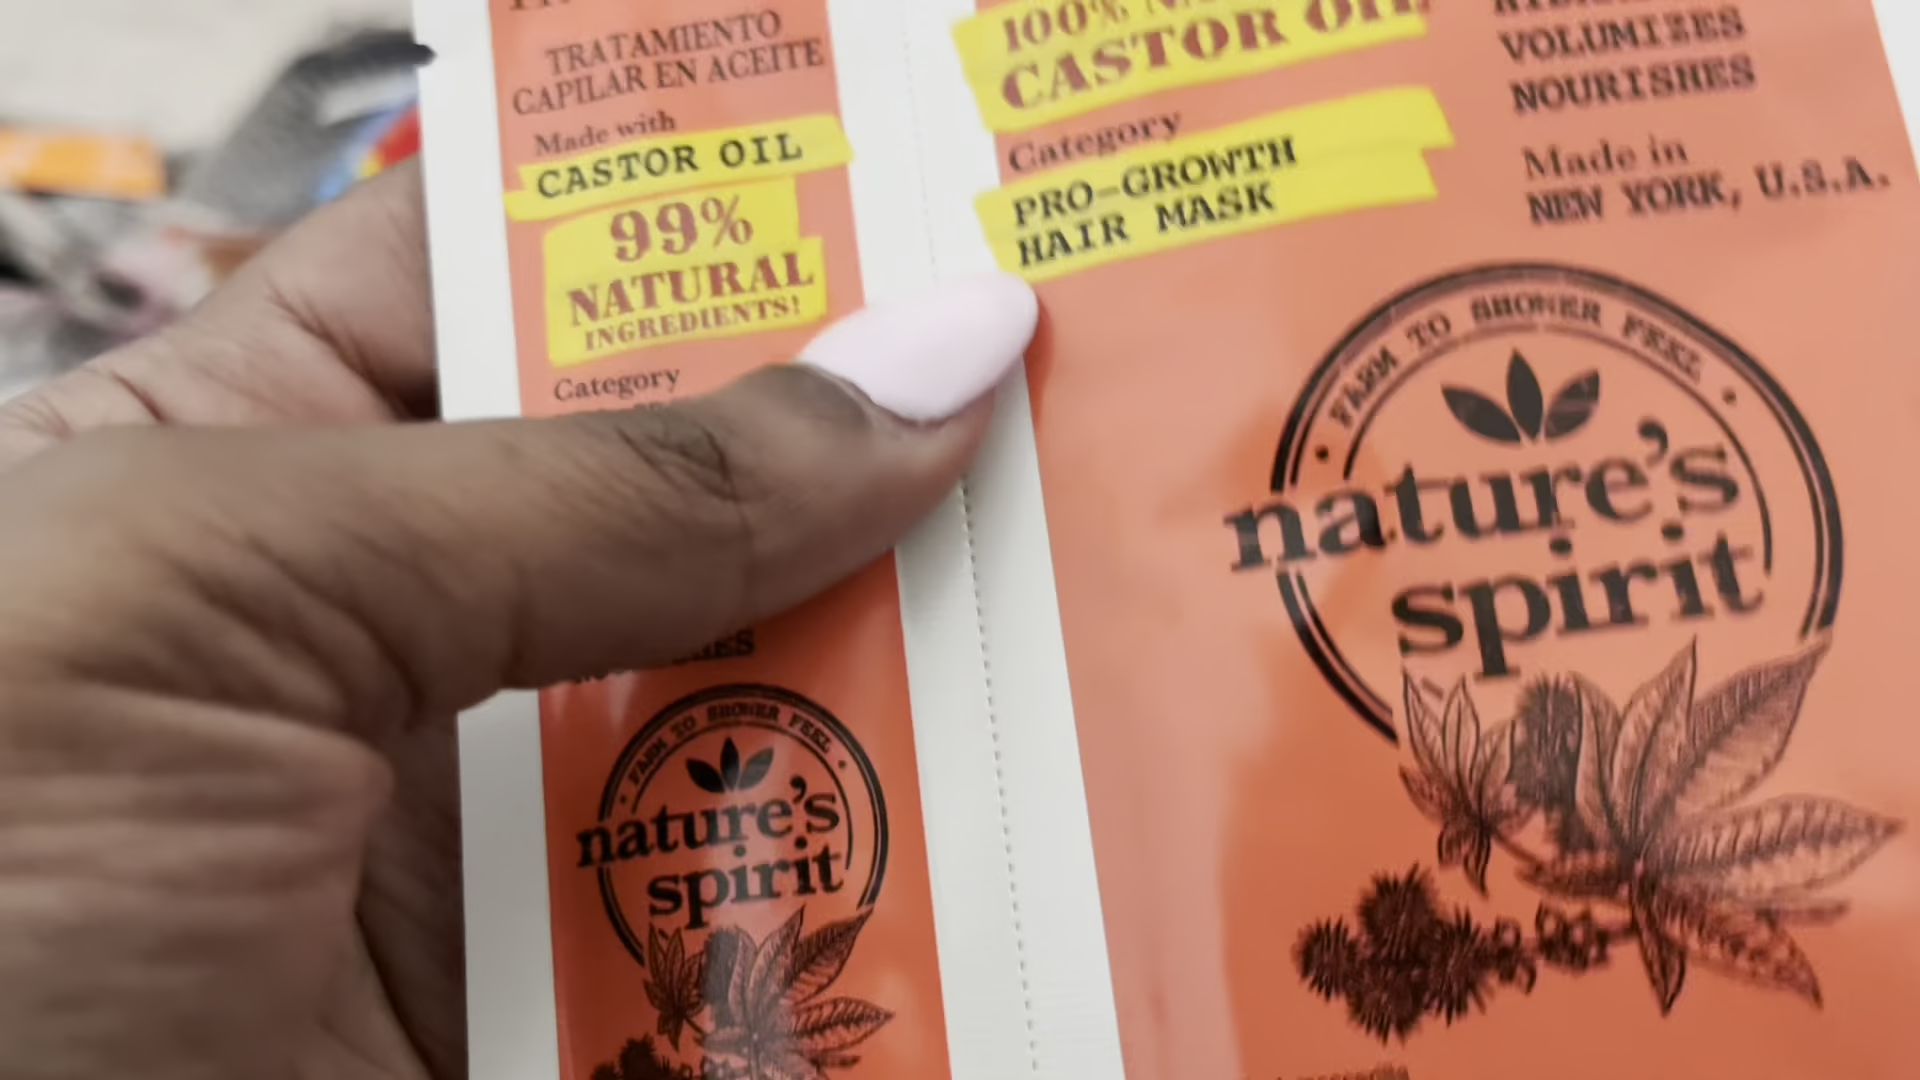 TRATAMIENTO
CAPILAR EN ACEITE
Made with
CASTOR OIL
99%
NATURAL
INGREDIENTS!
Category
FARM TO SHOWER FEEL
nature's
spirit
100%
CASTOR OIL
Category
PRO-GROWTH
HAIR MASK
VOLUMIZES
NOURISHES
Made in
NEW YORK, U.S.A.
FARM TO SHOWER FEEL
nature's
spirit